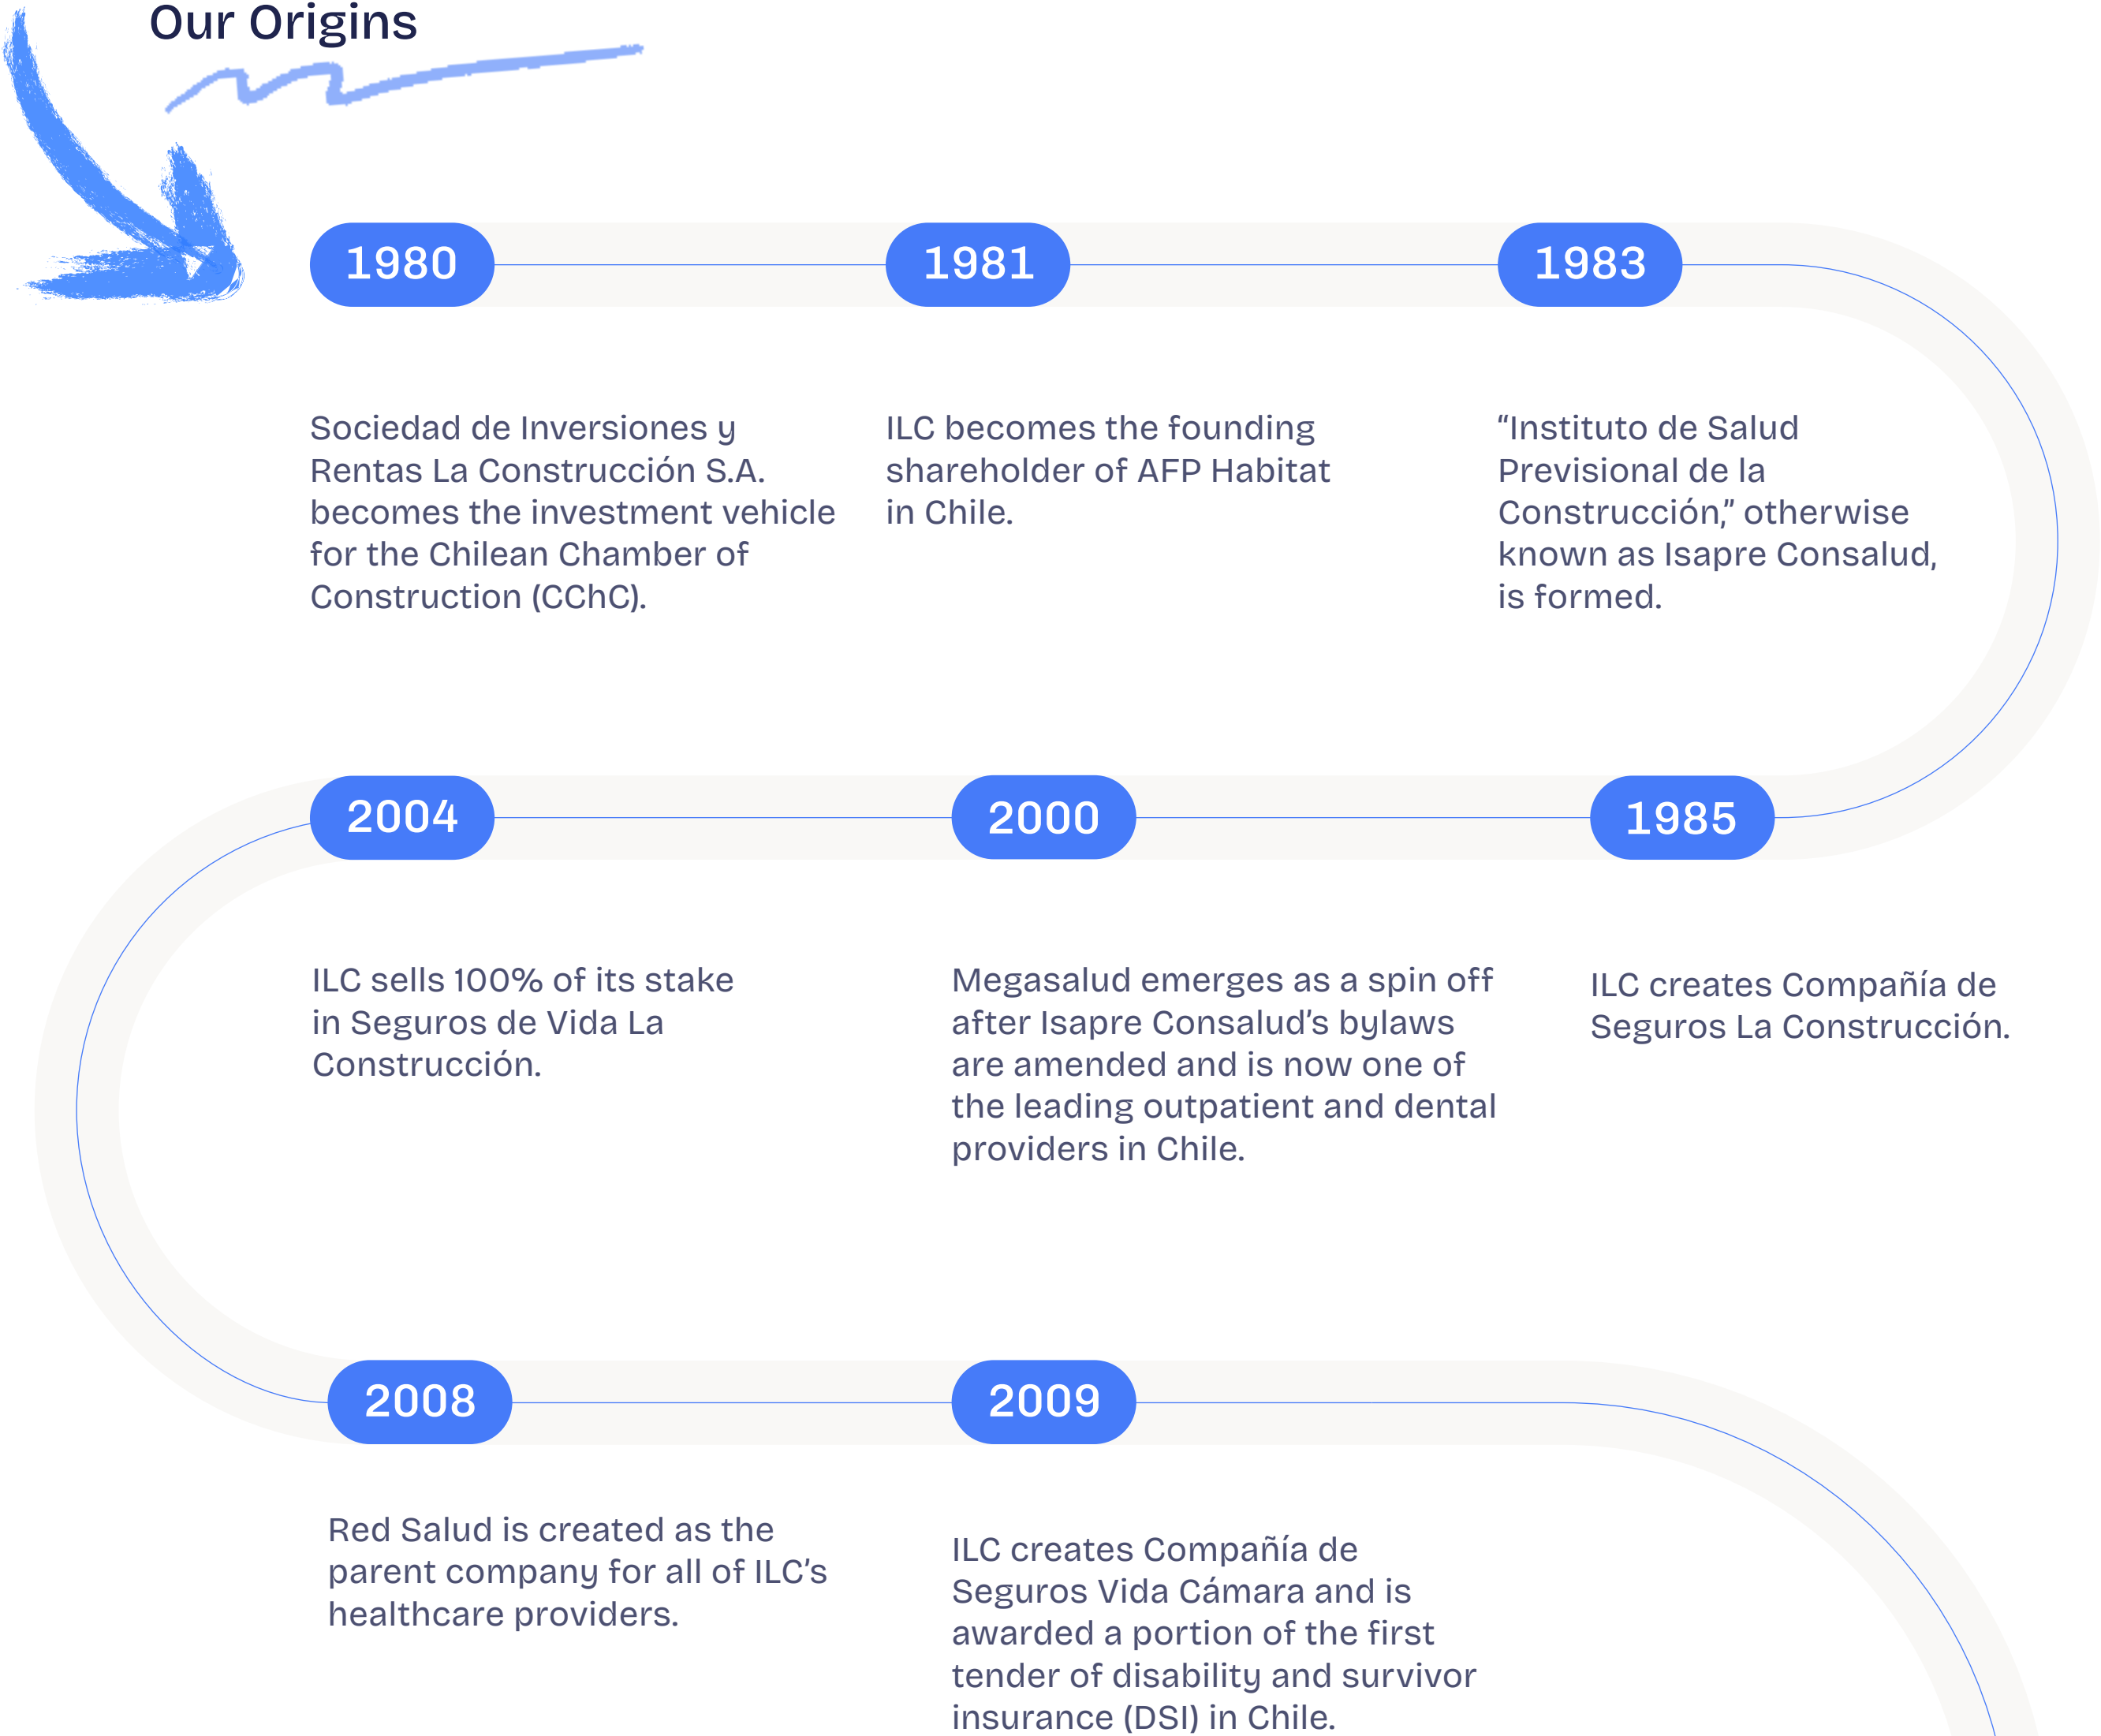 Our Origins
1980
Sociedad de Inversiones y
Rentas La Construcción S.A.
becomes the investment vehicle
for the Chilean Chamber of
Construction (CChC).
1981
ILC becomes the founding
shareholder of AFP Habitat
in Chile.
1983
“Instituto de Salud
Previsional de la
Construcción,” otherwise
known as Isapre Consalud,
is formed.
1985
ILC creates Compañía de
Seguros La Construcción.
2000
Megasalud emerges as a spin off
after Isapre Consalud’s bylaws
are amended and is now one of
the leading outpatient and dental
providers in Chile.
2004
ILC sells 100% of its stake
in Seguros de Vida La
Construcción.
2008
Red Salud is created as the
parent company for all of ILC’s
healthcare providers.
2009
ILC creates Compañía de
Seguros Vida Cámara and is
awarded a portion of the first
tender of disability and survivor
insurance (DSI) in Chile.